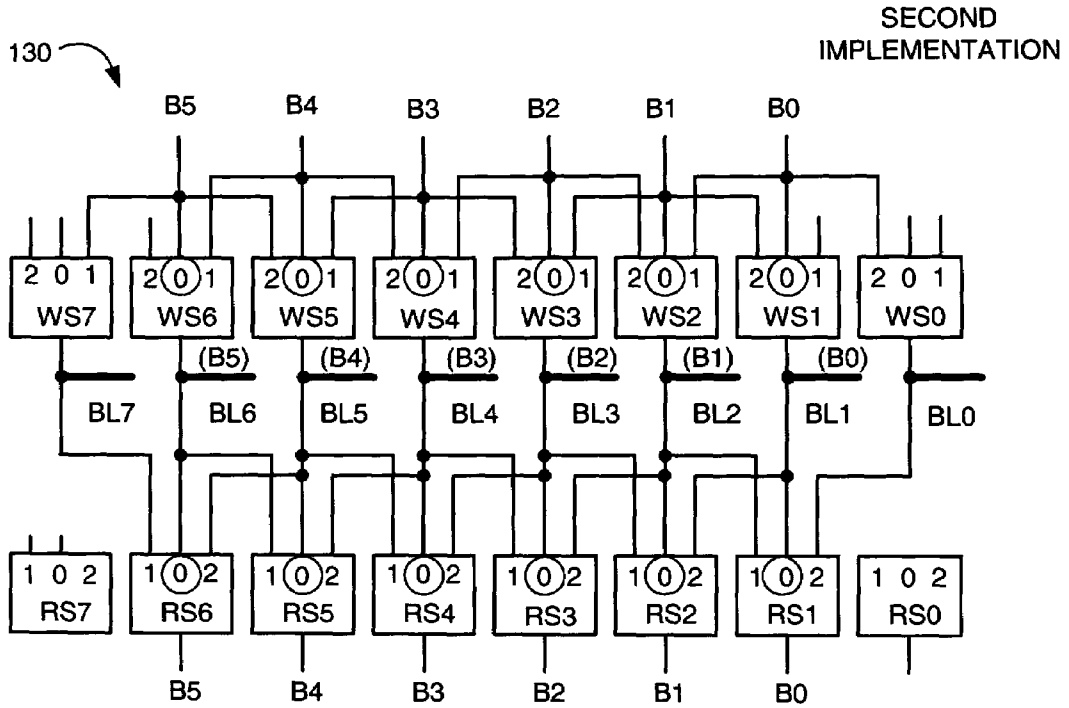 SECOND
IMPLEMENTATION
130
B5 B4 B3 B2 B1 B0
2 0 1 2 0 1 2 0 1 2 0 1 2 0 1 2 0 1 2 0 1 2 0 1
WS7 WS6 WS5 WS4 WS3 WS2 WS1 WS0
(B5) (B4) (B3) (B2) (B1) (B0)
BL7 BL6 BL5 BL4 BL3 BL2 BL1 BL0
1 0 2 1 0 2 1 0 2 1 0 2 1 0 2 1 0 2 1 0 2 1 0 2
RS7 RS6 RS5 RS4 RS3 RS2 RS1 RS0
B5 B4 B3 B2 B1 B0